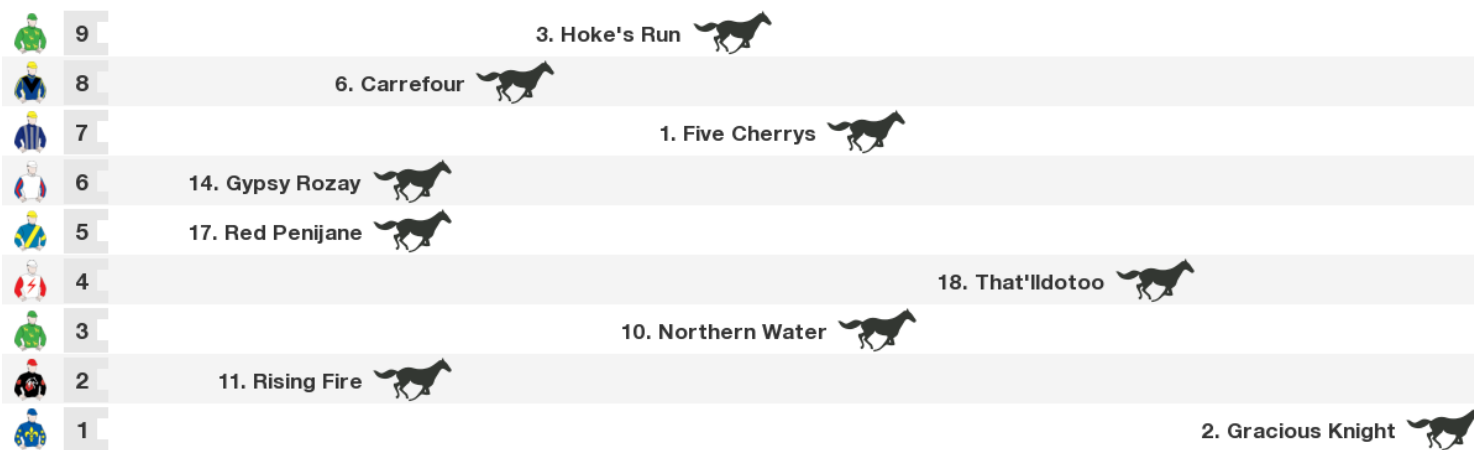 9 3. Hoke's Run
8 6. Carrefour
7 1. Five Cherrys
6 14. Gypsy Rozay
5 17. Red Penijane
4 18. That'lldotoo
3 10. Northern Water
2 11. Rising Fire
1 2. Gracious Knight